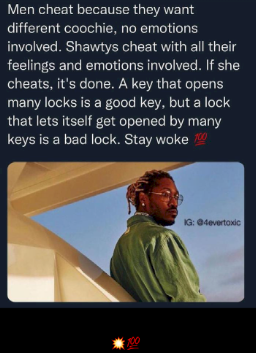 Men cheat because they want
different coochie, no emotions
involved. Shawtys cheat with all their
feelings and emotions involved. If she
cheats, it's done. A key that opens
many locks is a good key, but a lock
that lets itself get opened by many
keys is a bad lock. Stay woke 💯
IG: @4evertoxic
💥💯